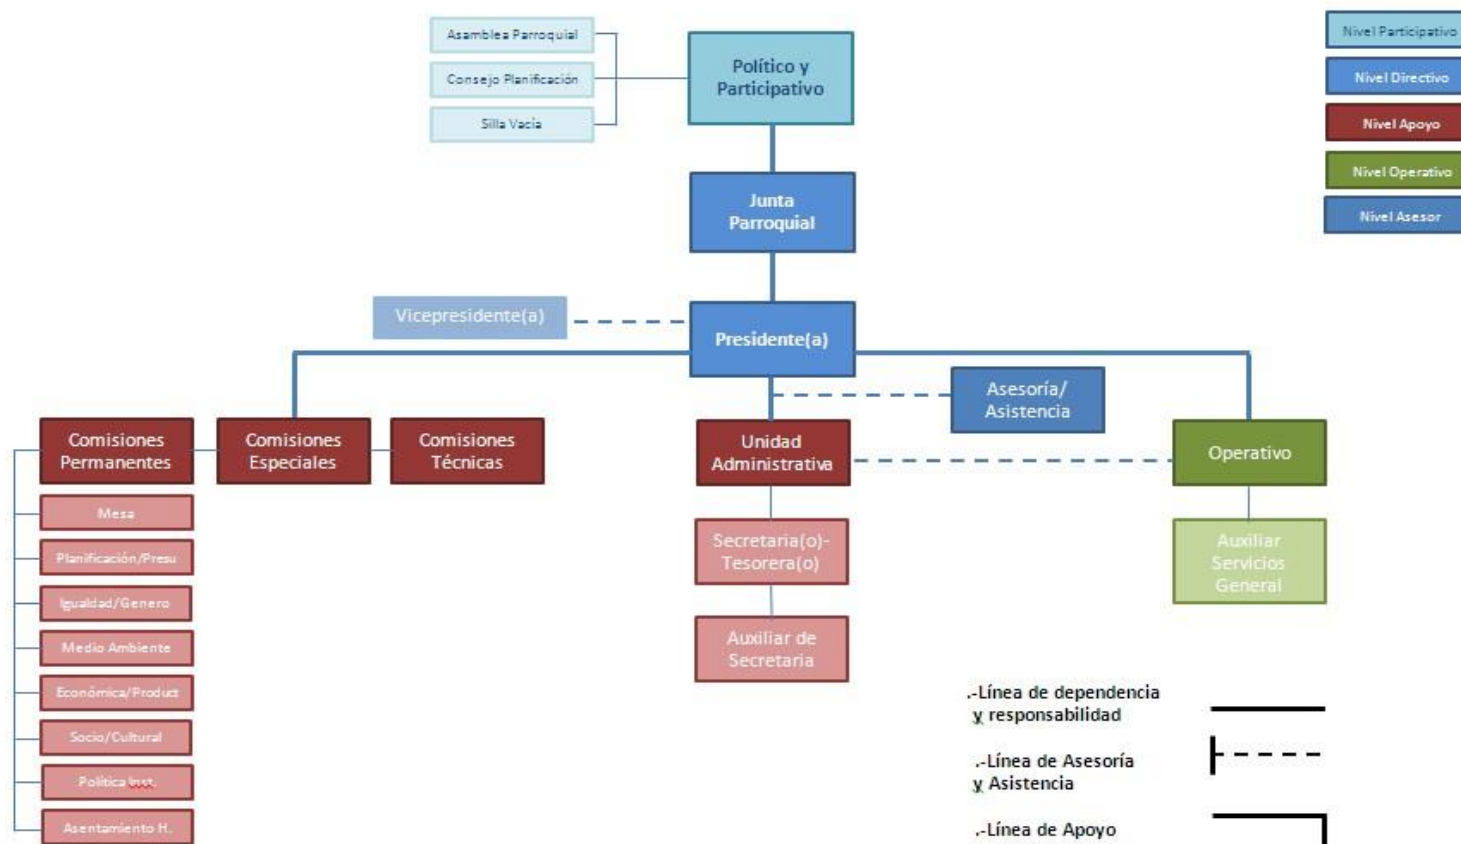 Asamblea Parroquial
Consejo Planificación
Silla Vacía
Político y
Participativo
Nivel Participativo
Nivel Directivo
Nivel Apoyo
Nivel Operativo
Nivel Asesor
Junta
Parroquial
Vicepresidente(a)
Presidente(a)
Asesoría/
Asistencia
Comisiones
Permanentes
Comisiones
Especiales
Comisiones
Técnicas
Unidad
Administrativa
Operativo
Mesa
Planificación/Presu
Igualdad/Genero
Medio Ambiente
Económica/Product
Socio/Cultural
Política Inst.
Asentamiento H.
Secretaria(o)-
Tesorera(o)
Auxiliar de
Secretaria
Auxiliar
Servicios
General
.-Línea de dependencia
y responsabilidad
.-Línea de Asesoría
y Asistencia
.-Línea de Apoyo